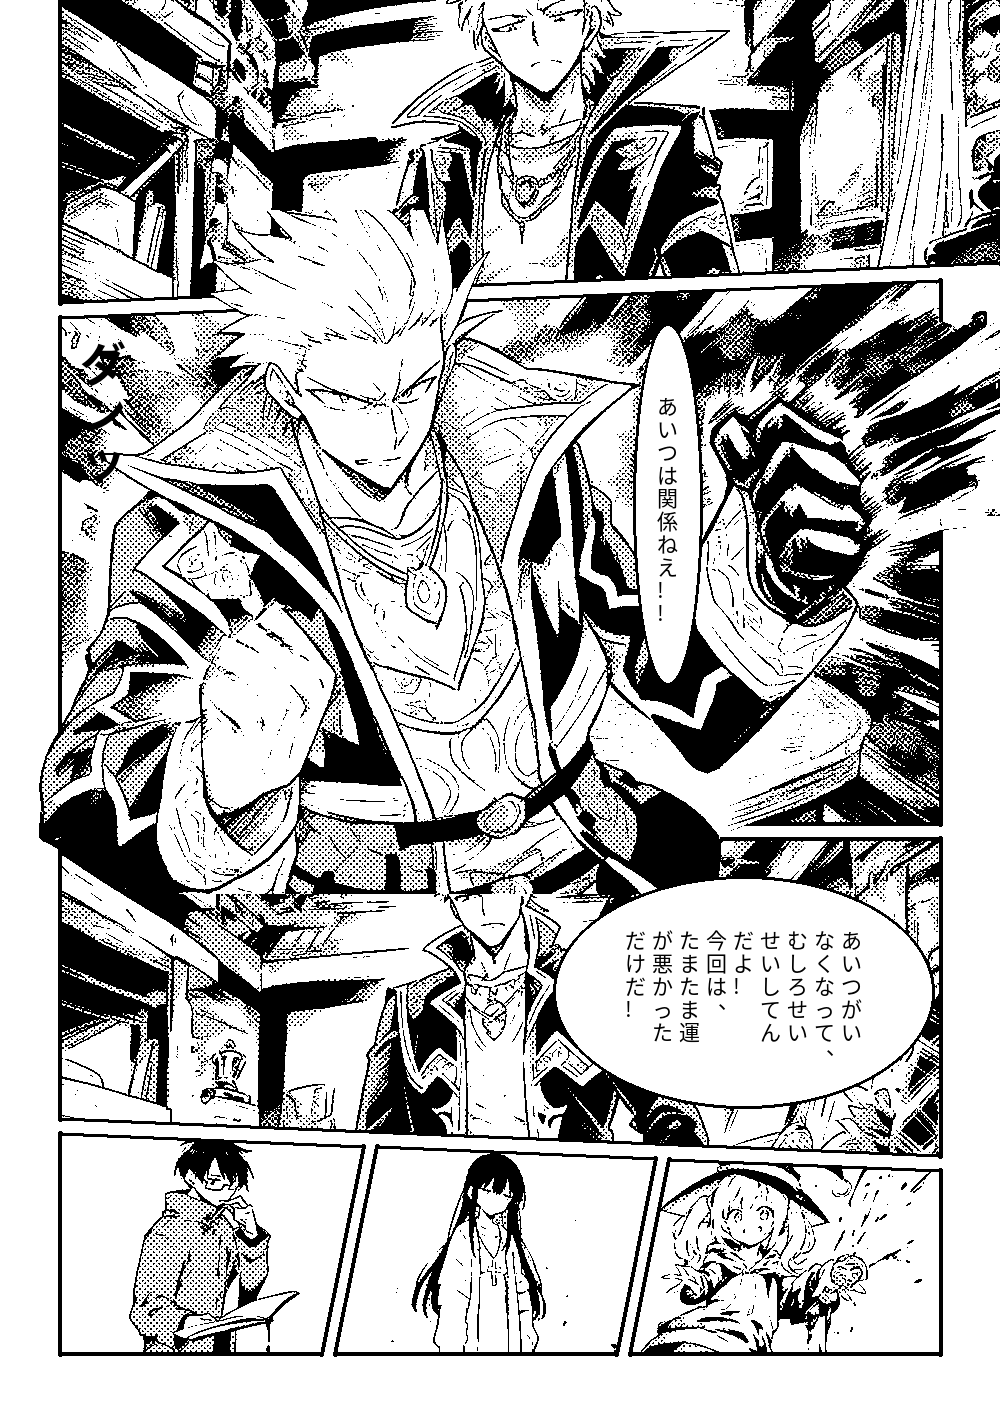 ダンッ
あいつは関係ねえ!!
あいつがい
なくなって、
むしろせい
せいしてん
だよ!
今回は、
たまたま運
が悪かった
だけだ!